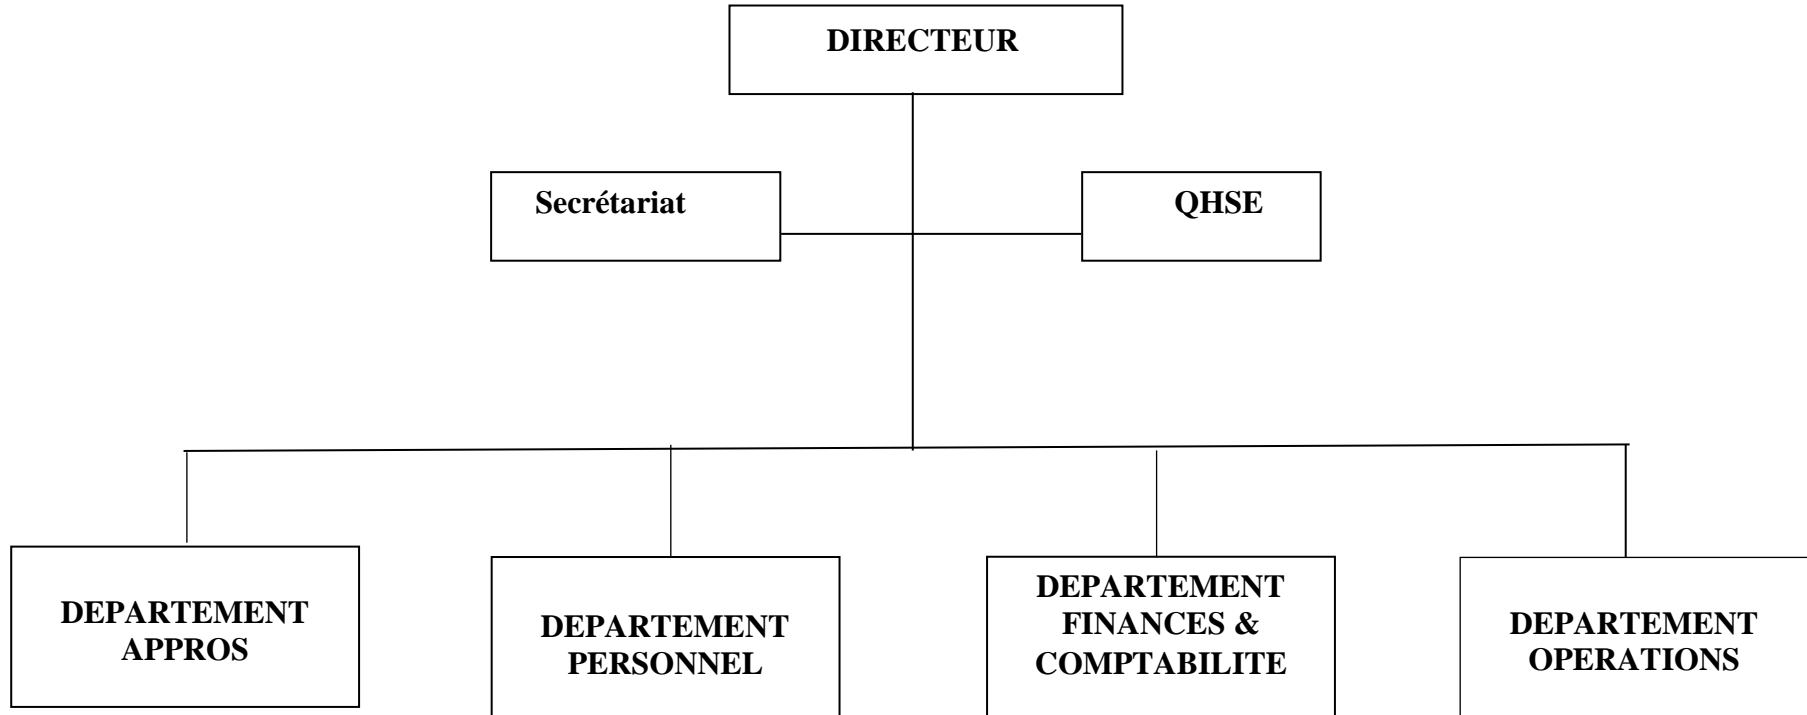 DIRECTEUR
Secrétariat
QHSE
DEPARTEMENT
APPROS
DEPARTEMENT
PERSONNEL
DEPARTEMENT
FINANCES &
COMPTABILITE
DEPARTEMENT
OPERATIONS